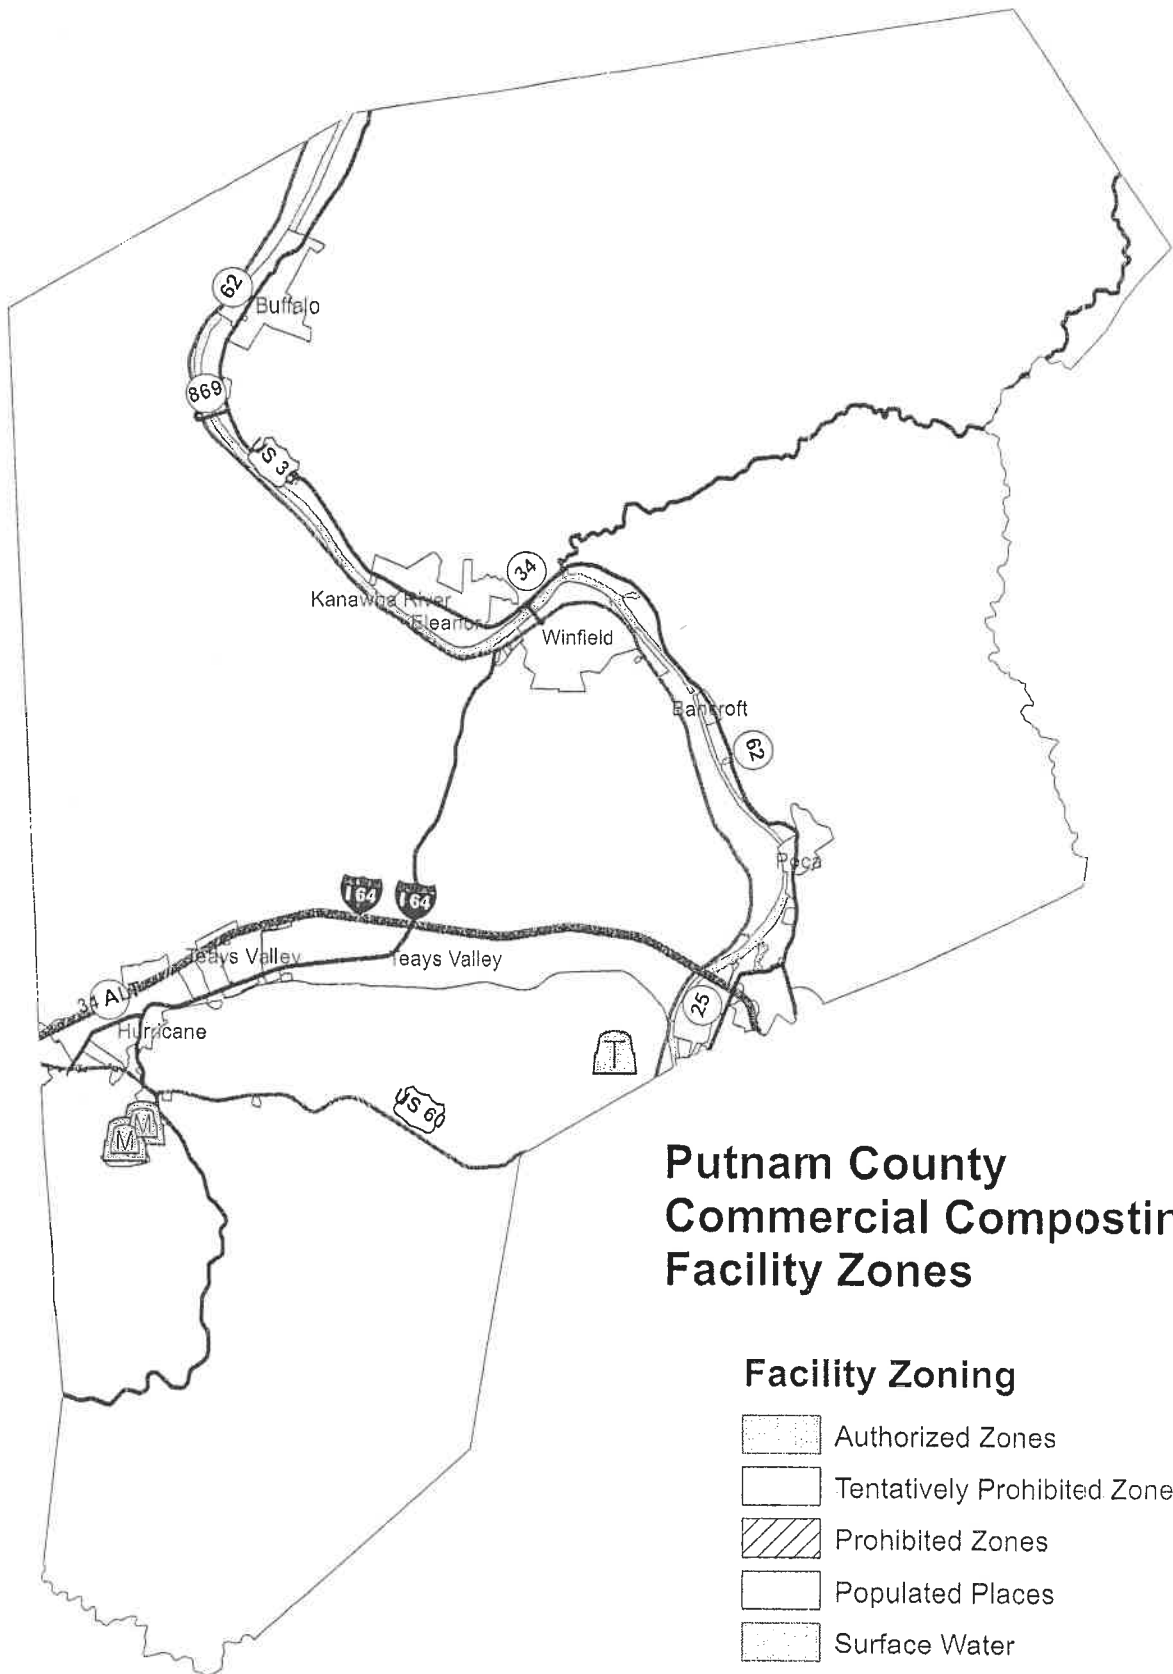 62
Buffalo
869
US 3
34
Kanawha River
Eleanor
Winfield
Bancroft
62
Poca
I 64
I 64
Teays Valley
Teays Valley
34 ALT
A
25
Hurricane
T
US 60
M
M
Putnam County
Commercial Compostin
Facility Zones
Facility Zoning
Authorized Zones
Tentatively Prohibited Zone
Prohibited Zones
Populated Places
Surface Water